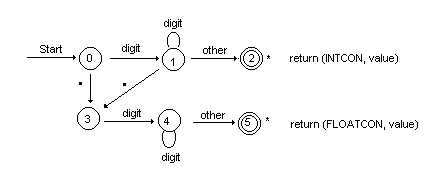 digit
Start
digit
other
0
1
2
*
return (INTCON, value)
.
.
digit
other
3
4
5
*
return (FLOATCON, value)
digit